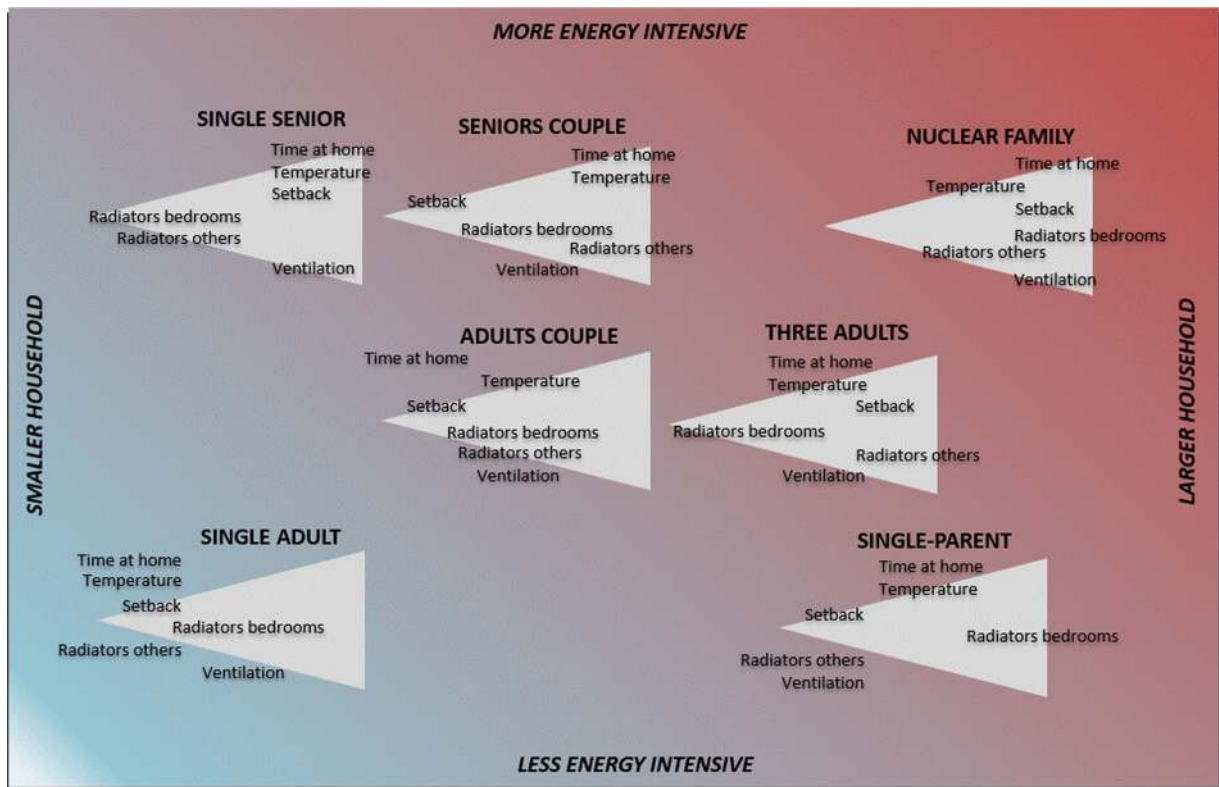 MORE ENERGY INTENSIVE
SINGLE SENIOR
Time at home
Temperature
Setback
Radiators bedrooms
Radiators others
Ventilation
SENIORS COUPLE
Time at home
Temperature
Setback
Radiators bedrooms
Radiators others
Ventilation
NUCLEAR FAMILY
Time at home
Temperature
Setback
Radiators bedrooms
Radiators others
Ventilation
SMALLER HOUSEHOLD
ADULTS COUPLE
Time at home
Temperature
Setback
Radiators bedrooms
Radiators others
Ventilation
THREE ADULTS
Time at home
Temperature
Setback
Radiators bedrooms
Radiators others
Ventilation
LARGER HOUSEHOLD
SINGLE ADULT
Time at home
Temperature
Setback
Radiators bedrooms
Radiators others
Ventilation
SINGLE-PARENT
Time at home
Temperature
Setback
Radiators bedrooms
Radiators others
Ventilation
LESS ENERGY INTENSIVE